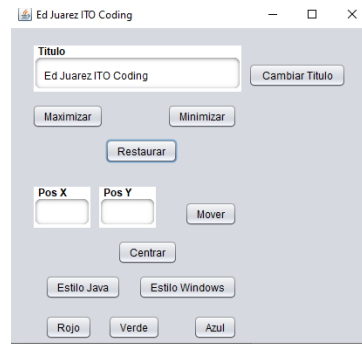 Ed Juarez ITO Coding
Titulo
Ed Juarez ITO Coding
Cambiar Titulo
Maximizar Minimizar
Restaurar
Pos X Pos Y
Mover
Centrar
Estilo Java Estilo Windows
Rojo Verde Azul